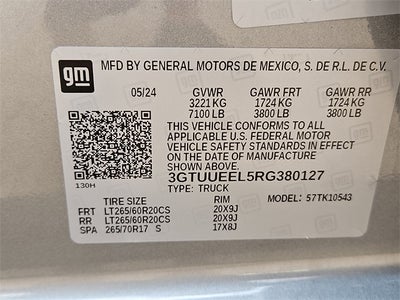 gm
MFD BY GENERAL MOTORS DE MEXICO, S. DE R.L. DE C.V.
05/24 GVWR GAWR FRT GAWR RR
3221 KG 1724 KG 1724 KG
7100 LB 3800 LB 3800 LB
THIS VEHICLE CONFORMS TO ALL
APPLICABLE U.S. FEDERAL MOTOR
VEHICLE SAFETY STANDARDS IN EFFECT
ON THE DATE OF MANUFACTURE SHOWN ABOVE.
3GTUUEEL5RG380127
130H TYPE: TRUCK
TIRE SIZE RIM MODEL: 57TK10543
FRT LT265/60R20CS 20X9J
RR LT265/60R20CS 20X9J
SPA 265/70R17 S 17X8J